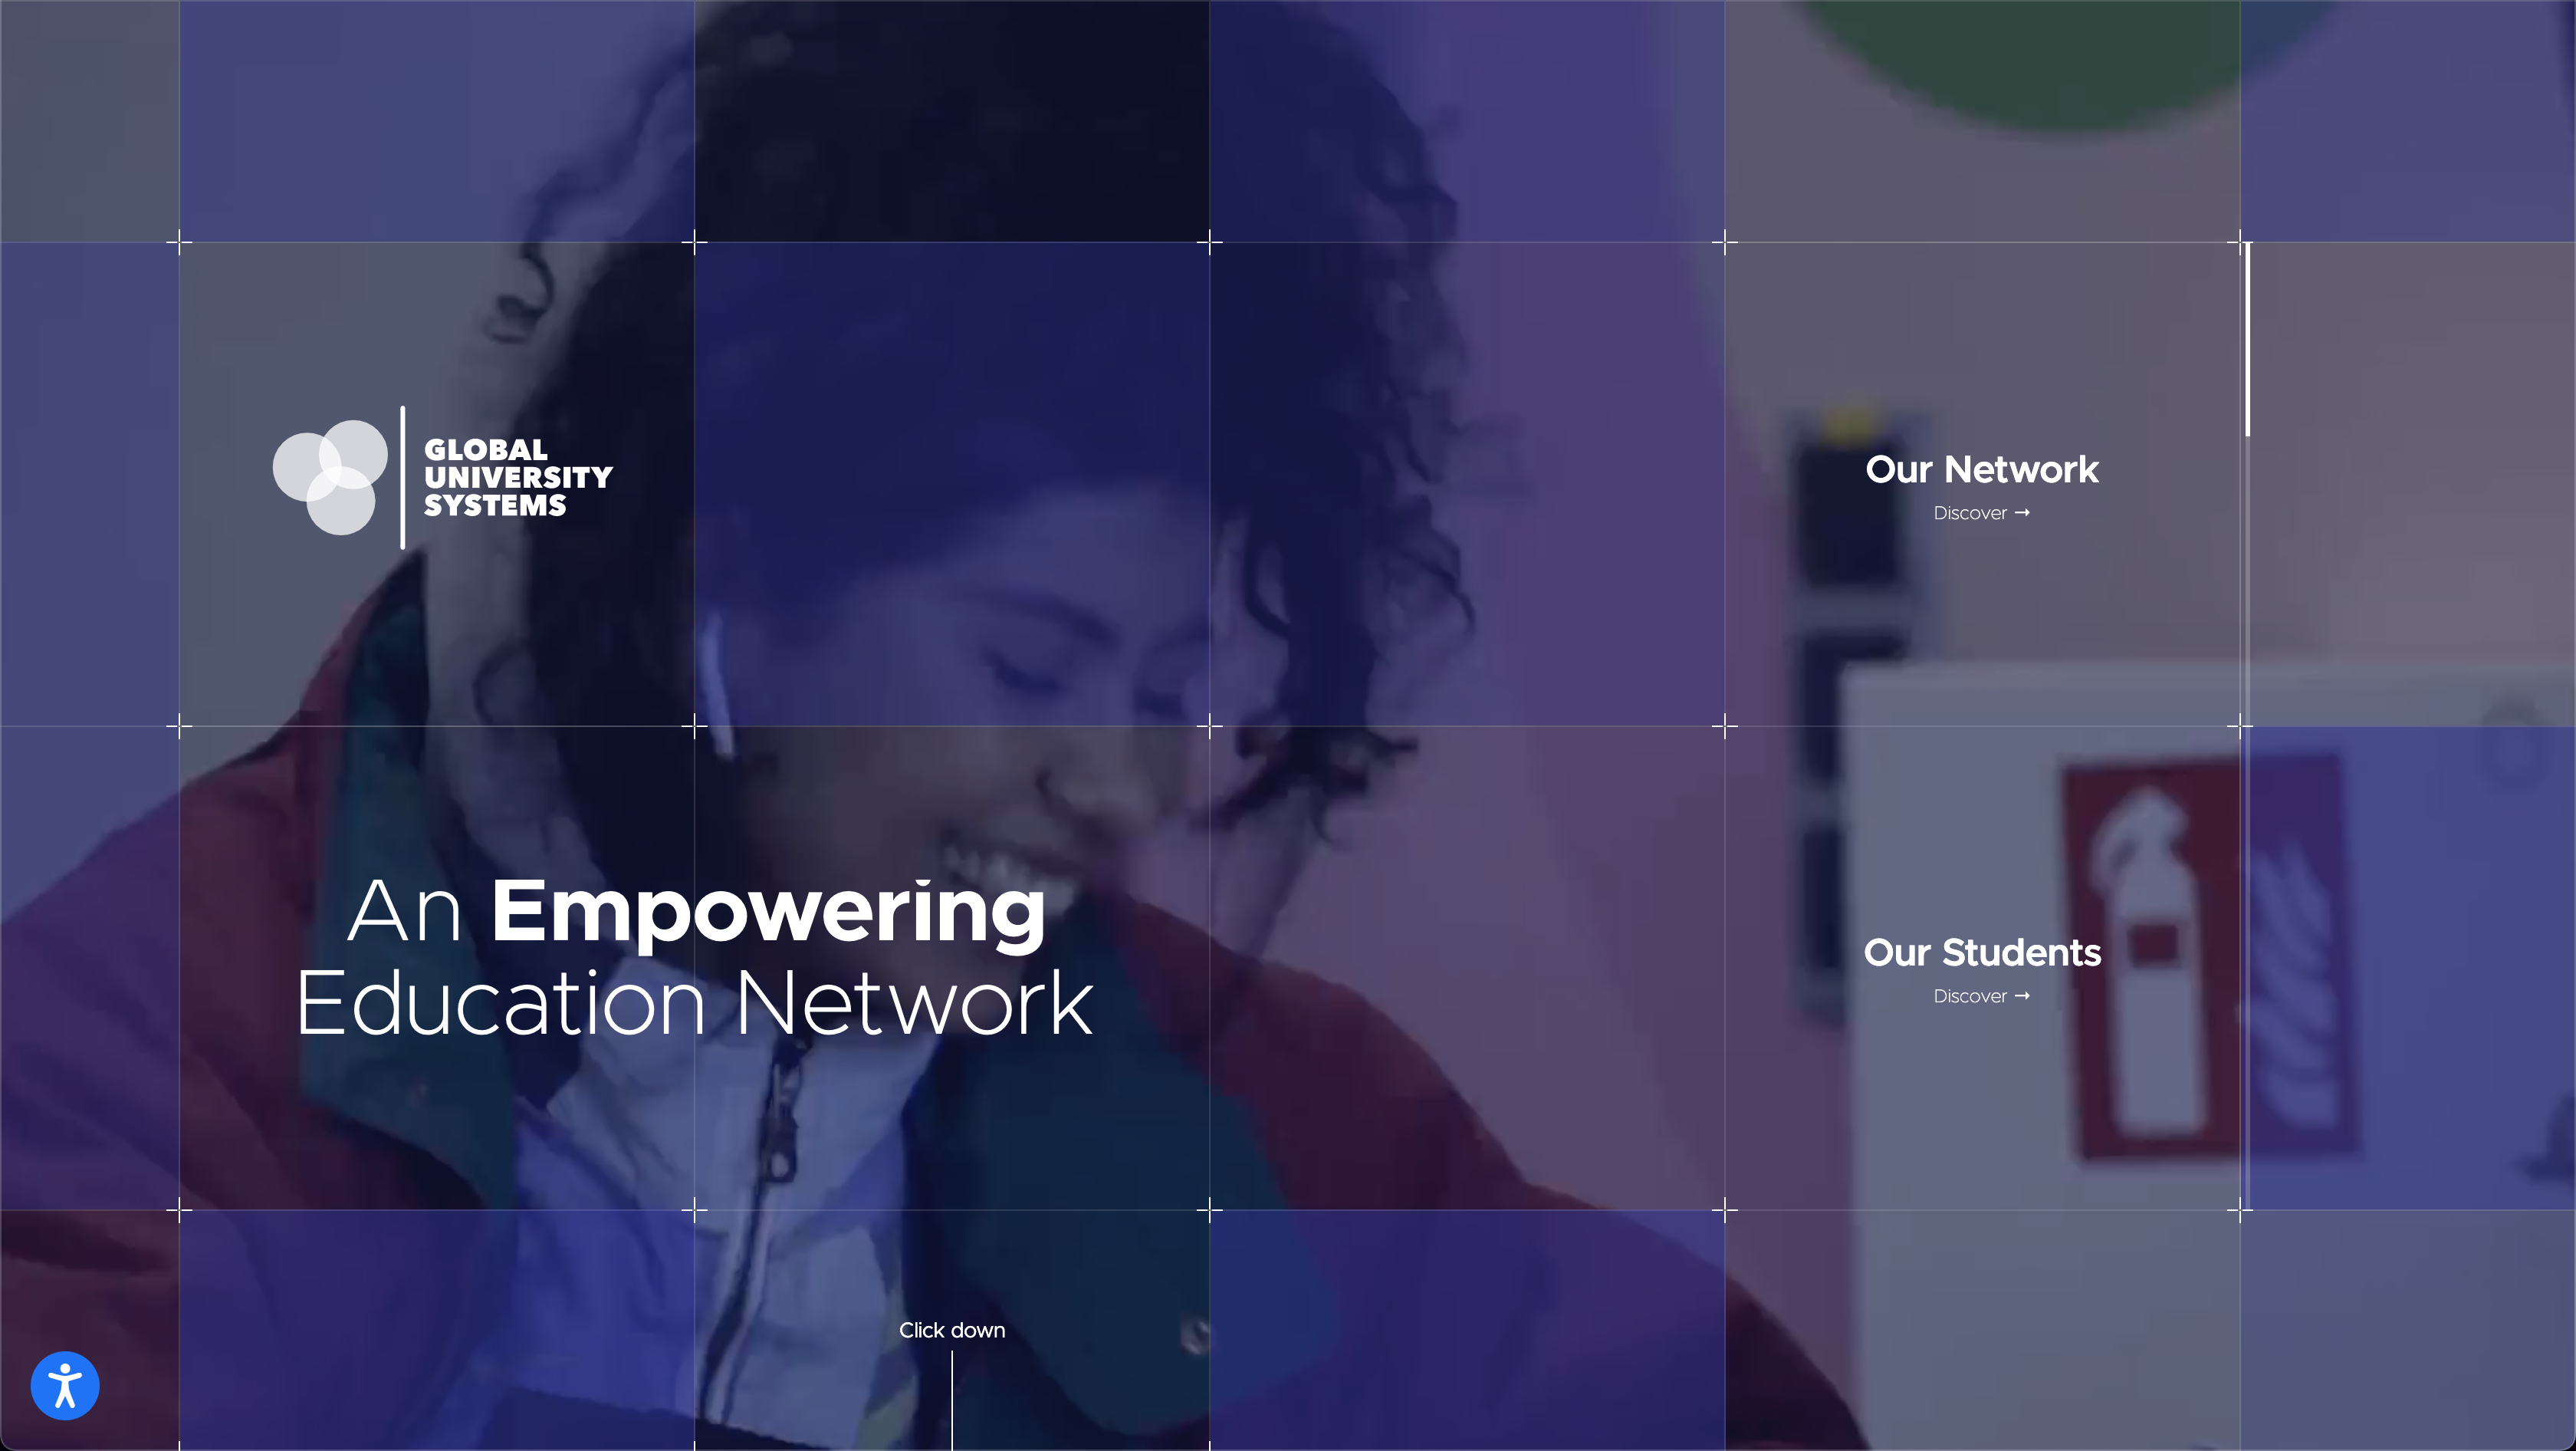 GLOBAL
UNIVERSITY
SYSTEMS
An Empowering
Education Network
Our Network
Discover →
Our Students
Discover →
Click down